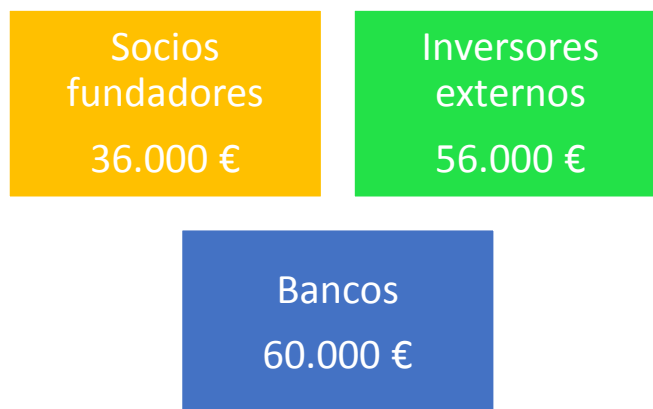 Socios
fundadores
36.000 €
Inversores
externos
56.000 €
Bancos
60.000 €